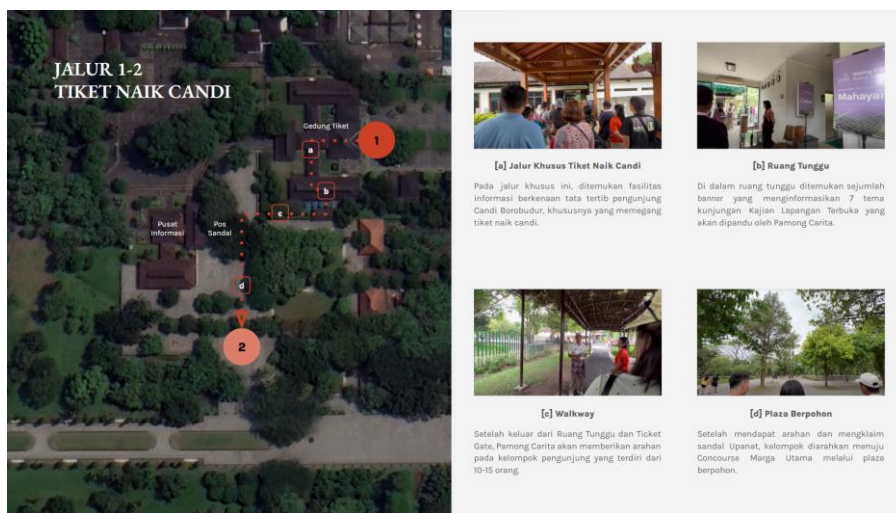 JALUR 1-2
TIKET NAIK CANDI
Gedung Tiket
1
a
b
c
Pusat
Informasi
Pos
Sandal
d
2
Mahayan
[a] Jalur Khusus Tiket Naik Candi
Pada jalur khusus ini, ditemukan fasilitas
informasi berkenaan tata tertib pengunjung
Candi Borobudur, khususnya yang memegang
tiket naik candi.
[b] Ruang Tunggu
Di dalam ruang tunggu ditemukan sejumlah
banner yang menginformasikan 7 tema
kunjungan Kajian Lapangan Terbuka yang
akan dipandu oleh Pamong Carita.
[c] Walkway
Setelah keluar dari Ruang Tunggu dan Ticket
Gate, Pamong Carita akan memberikan arahan
pada kelompok pengunjung yang terdiri dari
10-15 orang.
[d] Plaza Berpohon
Setelah mendapat arahan dan mengklaim
sandal Upanat, kelompok diarahkan menuju
Concourse Marga Utama melalui plaza
berpohon.